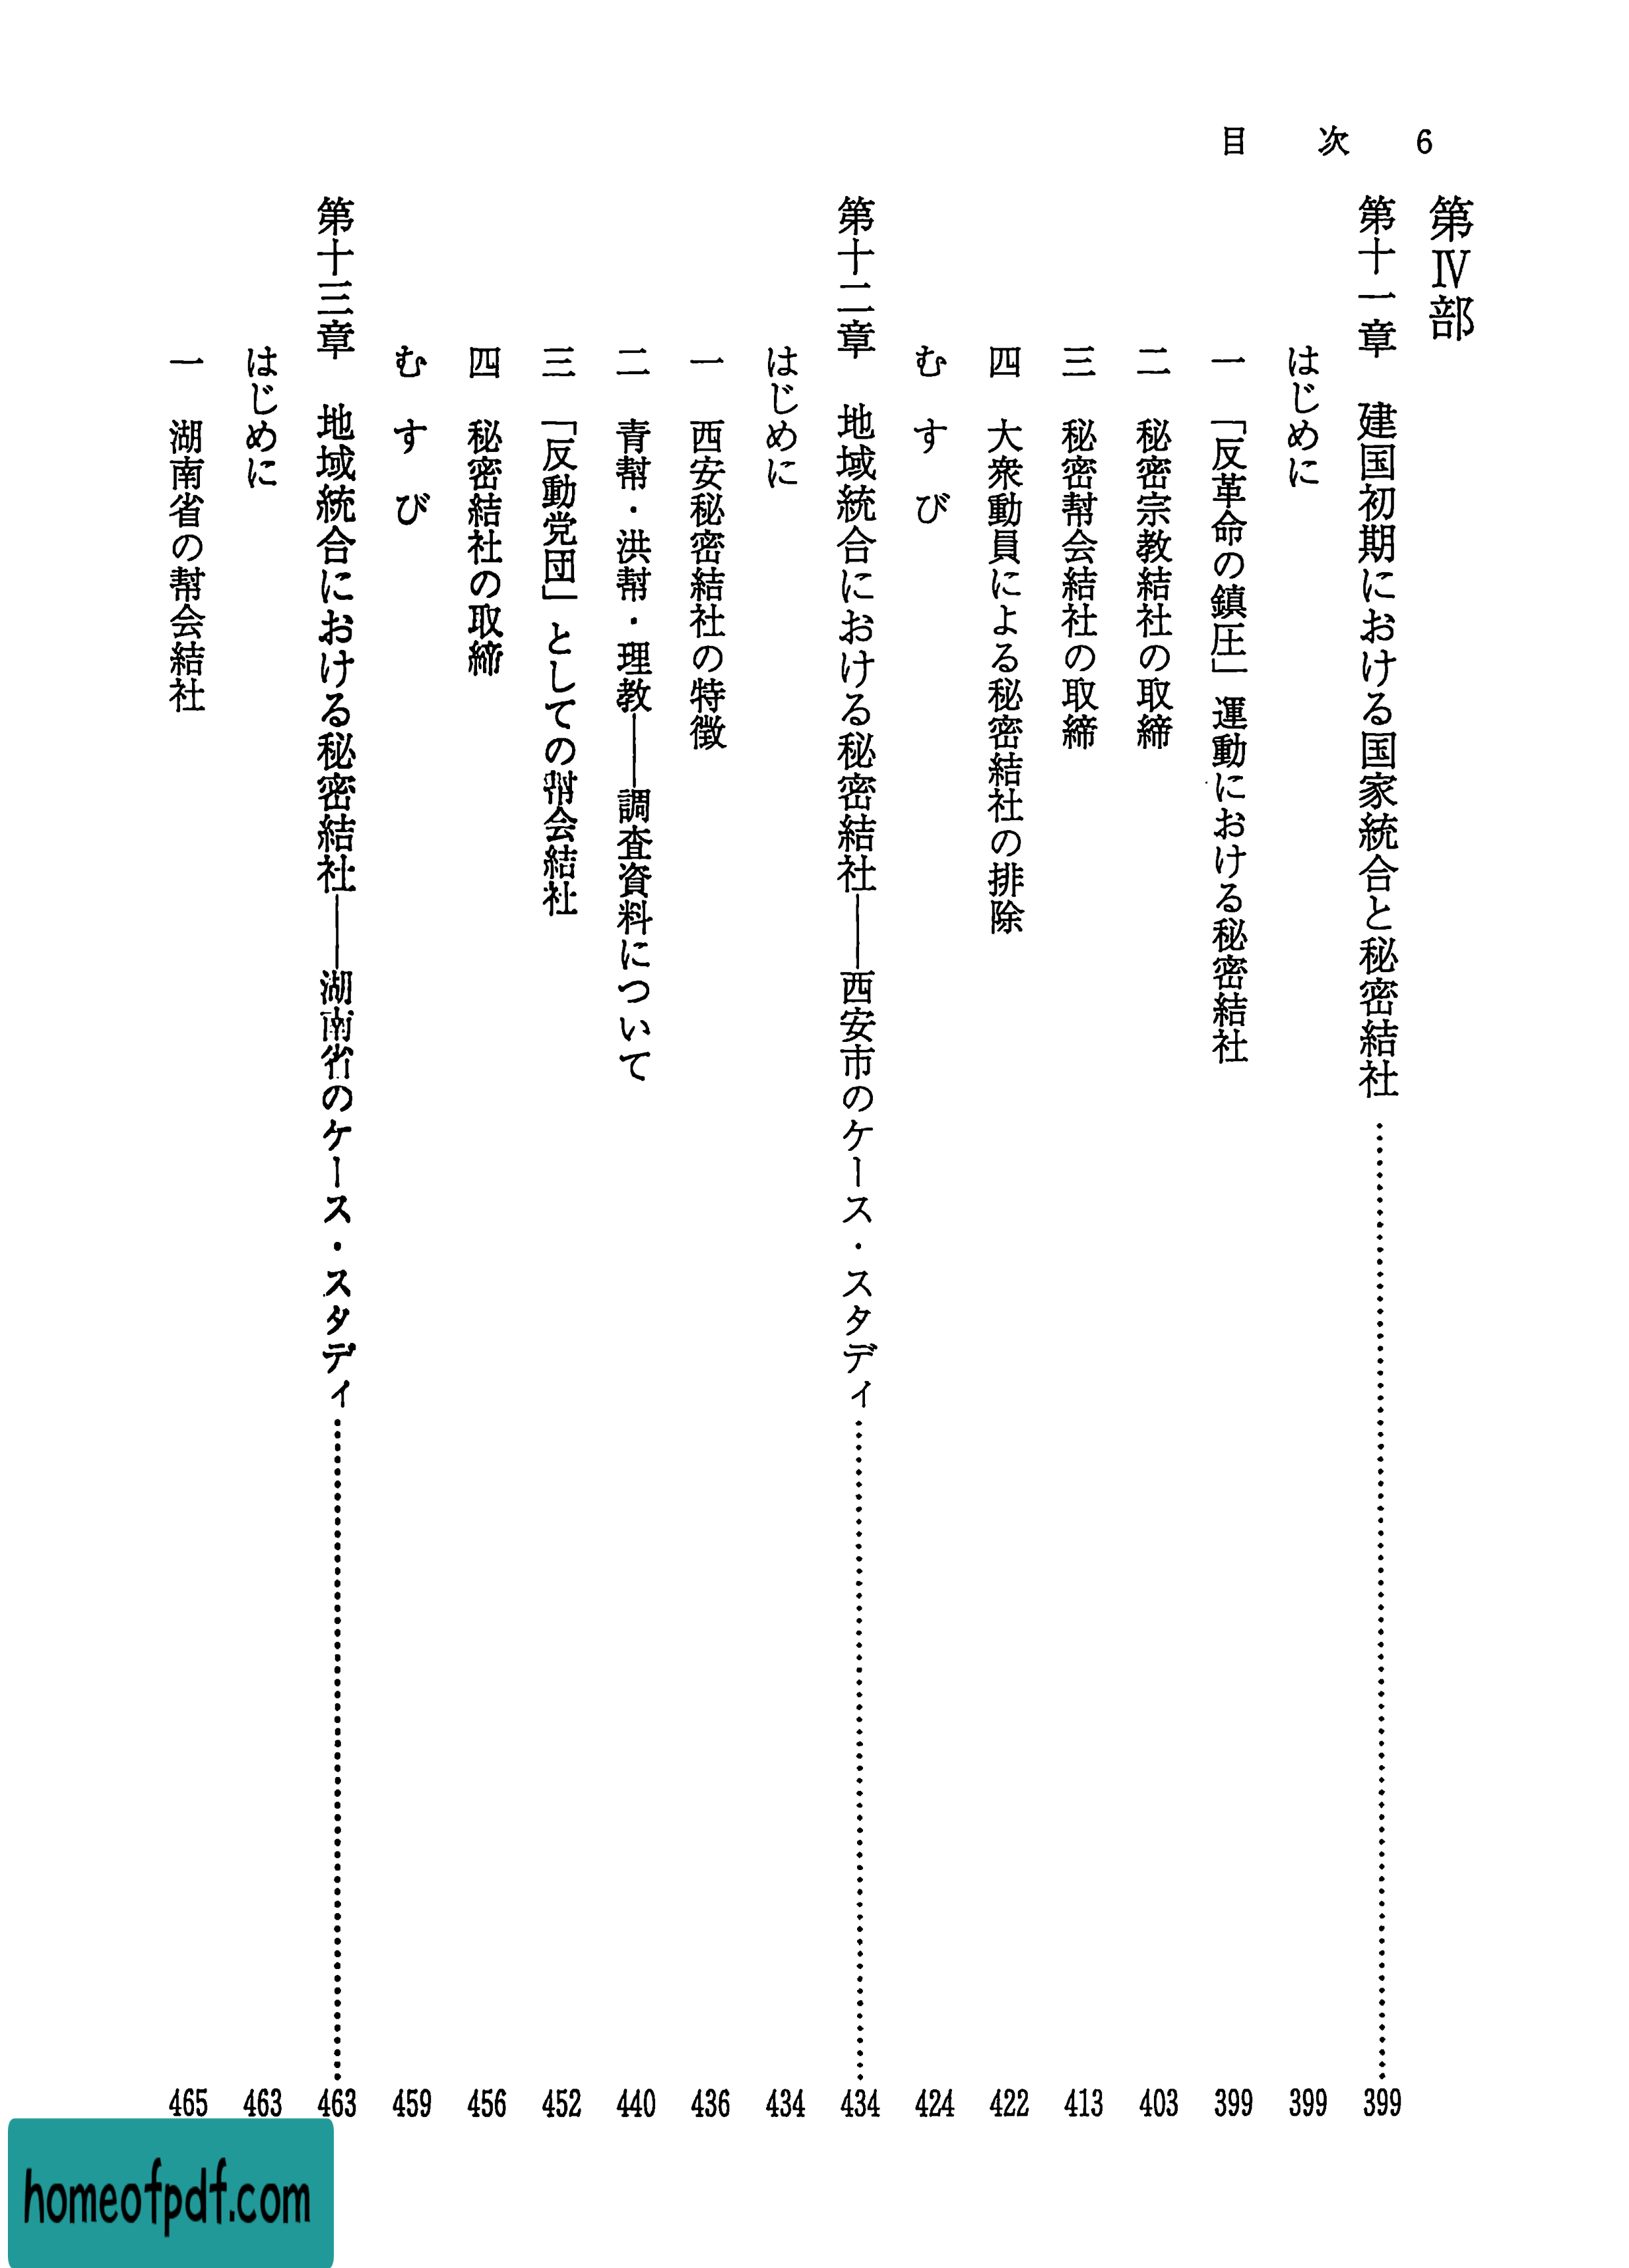 目次 6
第Ⅳ部
第十一章 建国初期における国家統合と秘密結社……399
はじめに 399
一 「反革命の鎮圧」運動における秘密結社 399
二 秘密宗教結社の取締 403
三 秘密幇会結社の取締 413
四 大衆動員による秘密結社の排除 422
むすび 424
第十二章 地域統合における秘密結社――西安市のケース・スタディ……434
はじめに 434
一 西安秘密結社の特徴 436
二 青幇・洪幇・理教――調査資料について 440
三 「反動党団」としての幇会結社 452
四 秘密結社の取締 456
むすび 459
第十三章 地域統合における秘密結社――湖南省のケース・スタディ……463
はじめに 463
一 湖南省の幇会結社 465
homeofpdf.com